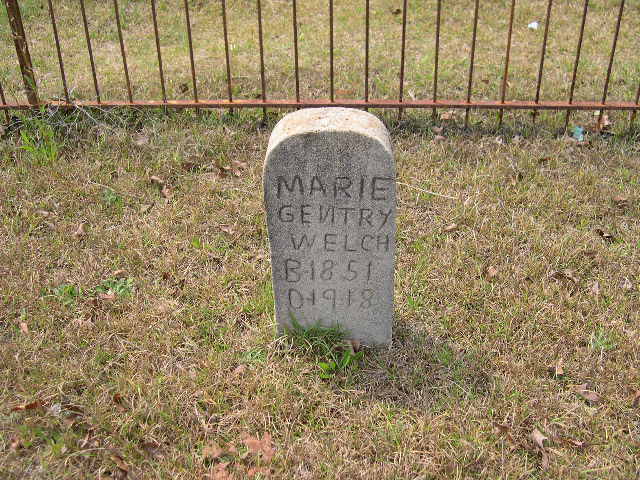 MARIE
GENTRY
WELCH
B-1851
D-1918